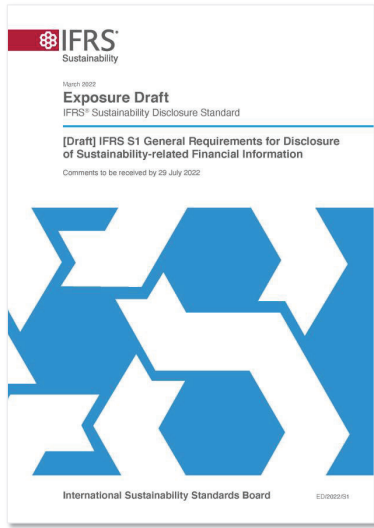 IFRS®
Sustainability
March 2022
Exposure Draft
IFRS® Sustainability Disclosure Standard
[Draft] IFRS S1 General Requirements for Disclosure
of Sustainability-related Financial Information
Comments to be received by 29 July 2022
International Sustainability Standards Board
ED/2022/S1